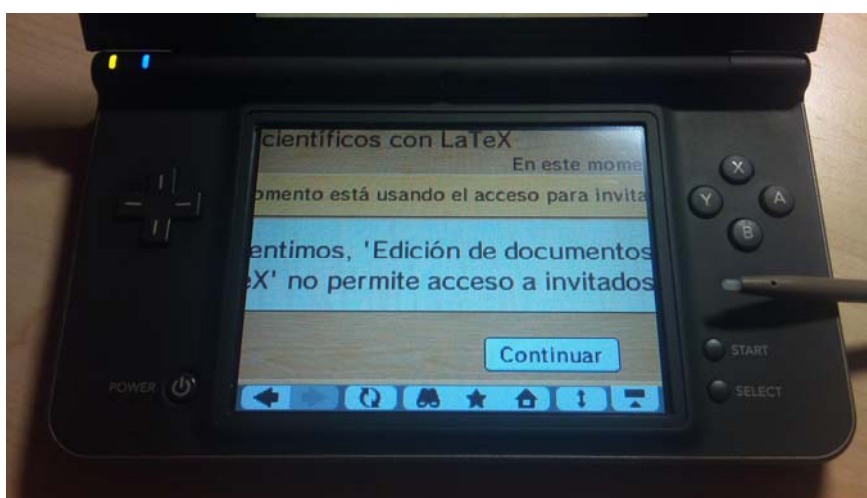 científicos con LaTeX
En este mome
omento está usando el acceso para invita
entimos, 'Edición de documentos
eX' no permite acceso a invitados
Continuar
X
Y
A
B
START
SELECT
POWER